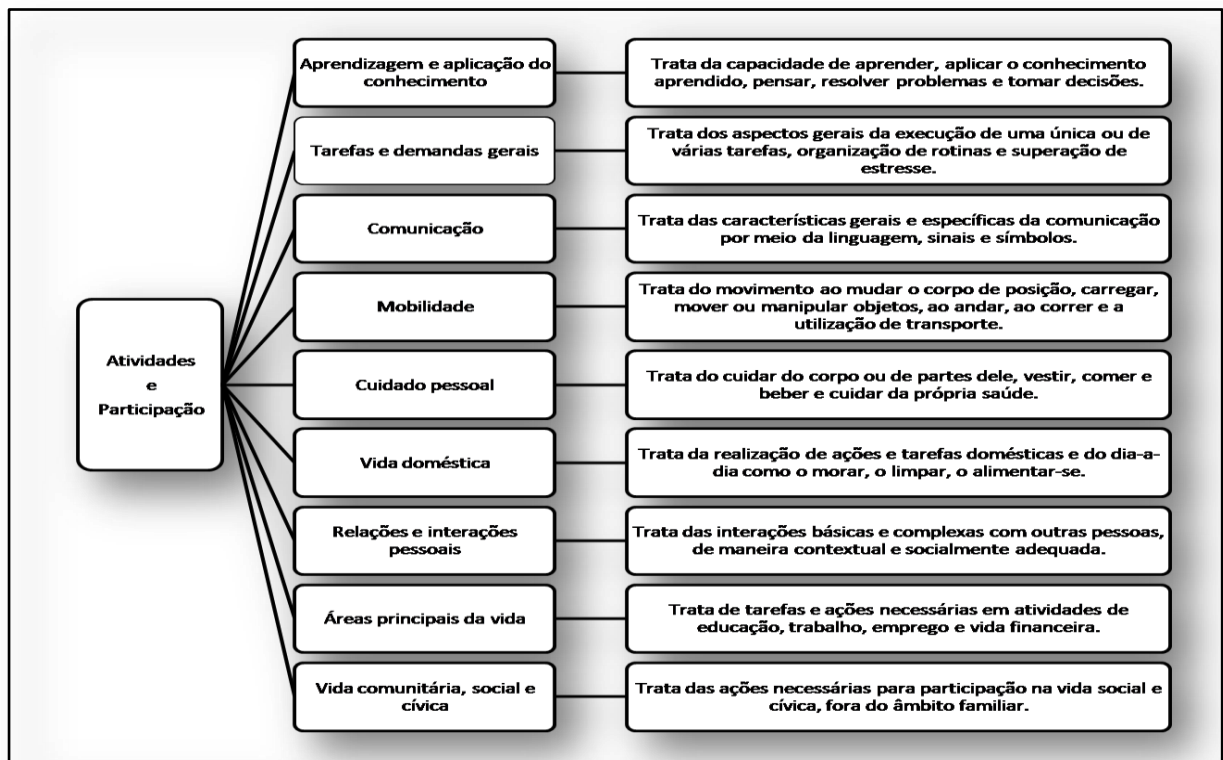 Atividades
e
Participação
Aprendizagem e aplicação do
conhecimento
Trata da capacidade de aprender, aplicar o conhecimento
aprendido, pensar, resolver problemas e tomar decisões.
Tarefas e demandas gerais
Trata dos aspectos gerais da execução de uma única ou de
várias tarefas, organização de rotinas e superação de
estresse.
Comunicação
Trata das características gerais e específicas da comunicação
por meio da linguagem, sinais e símbolos.
Mobilidade
Trata do movimento ao mudar o corpo de posição, carregar,
mover ou manipular objetos, ao andar, ao correr e a
utilização de transporte.
Cuidado pessoal
Trata do cuidar do corpo ou de partes dele, vestir, comer e
beber e cuidar da própria saúde.
Vida doméstica
Trata da realização de ações e tarefas domésticas e do dia-a-
dia como o morar, o limpar, o alimentar-se.
Relações e interações
pessoais
Trata das interações básicas e complexas com outras pessoas,
de maneira contextual e socialmente adequada.
Áreas principais da vida
Trata de tarefas e ações necessárias em atividades de
educação, trabalho, emprego e vida financeira.
Vida comunitária, social e
cívica
Trata das ações necessárias para participação na vida social e
cívica, fora do âmbito familiar.